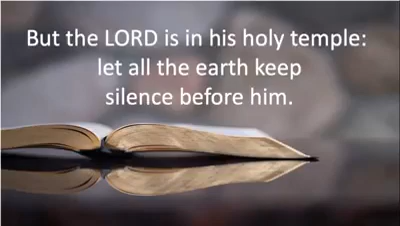 But the LORD is in his holy temple:
let all the earth keep
silence before him.